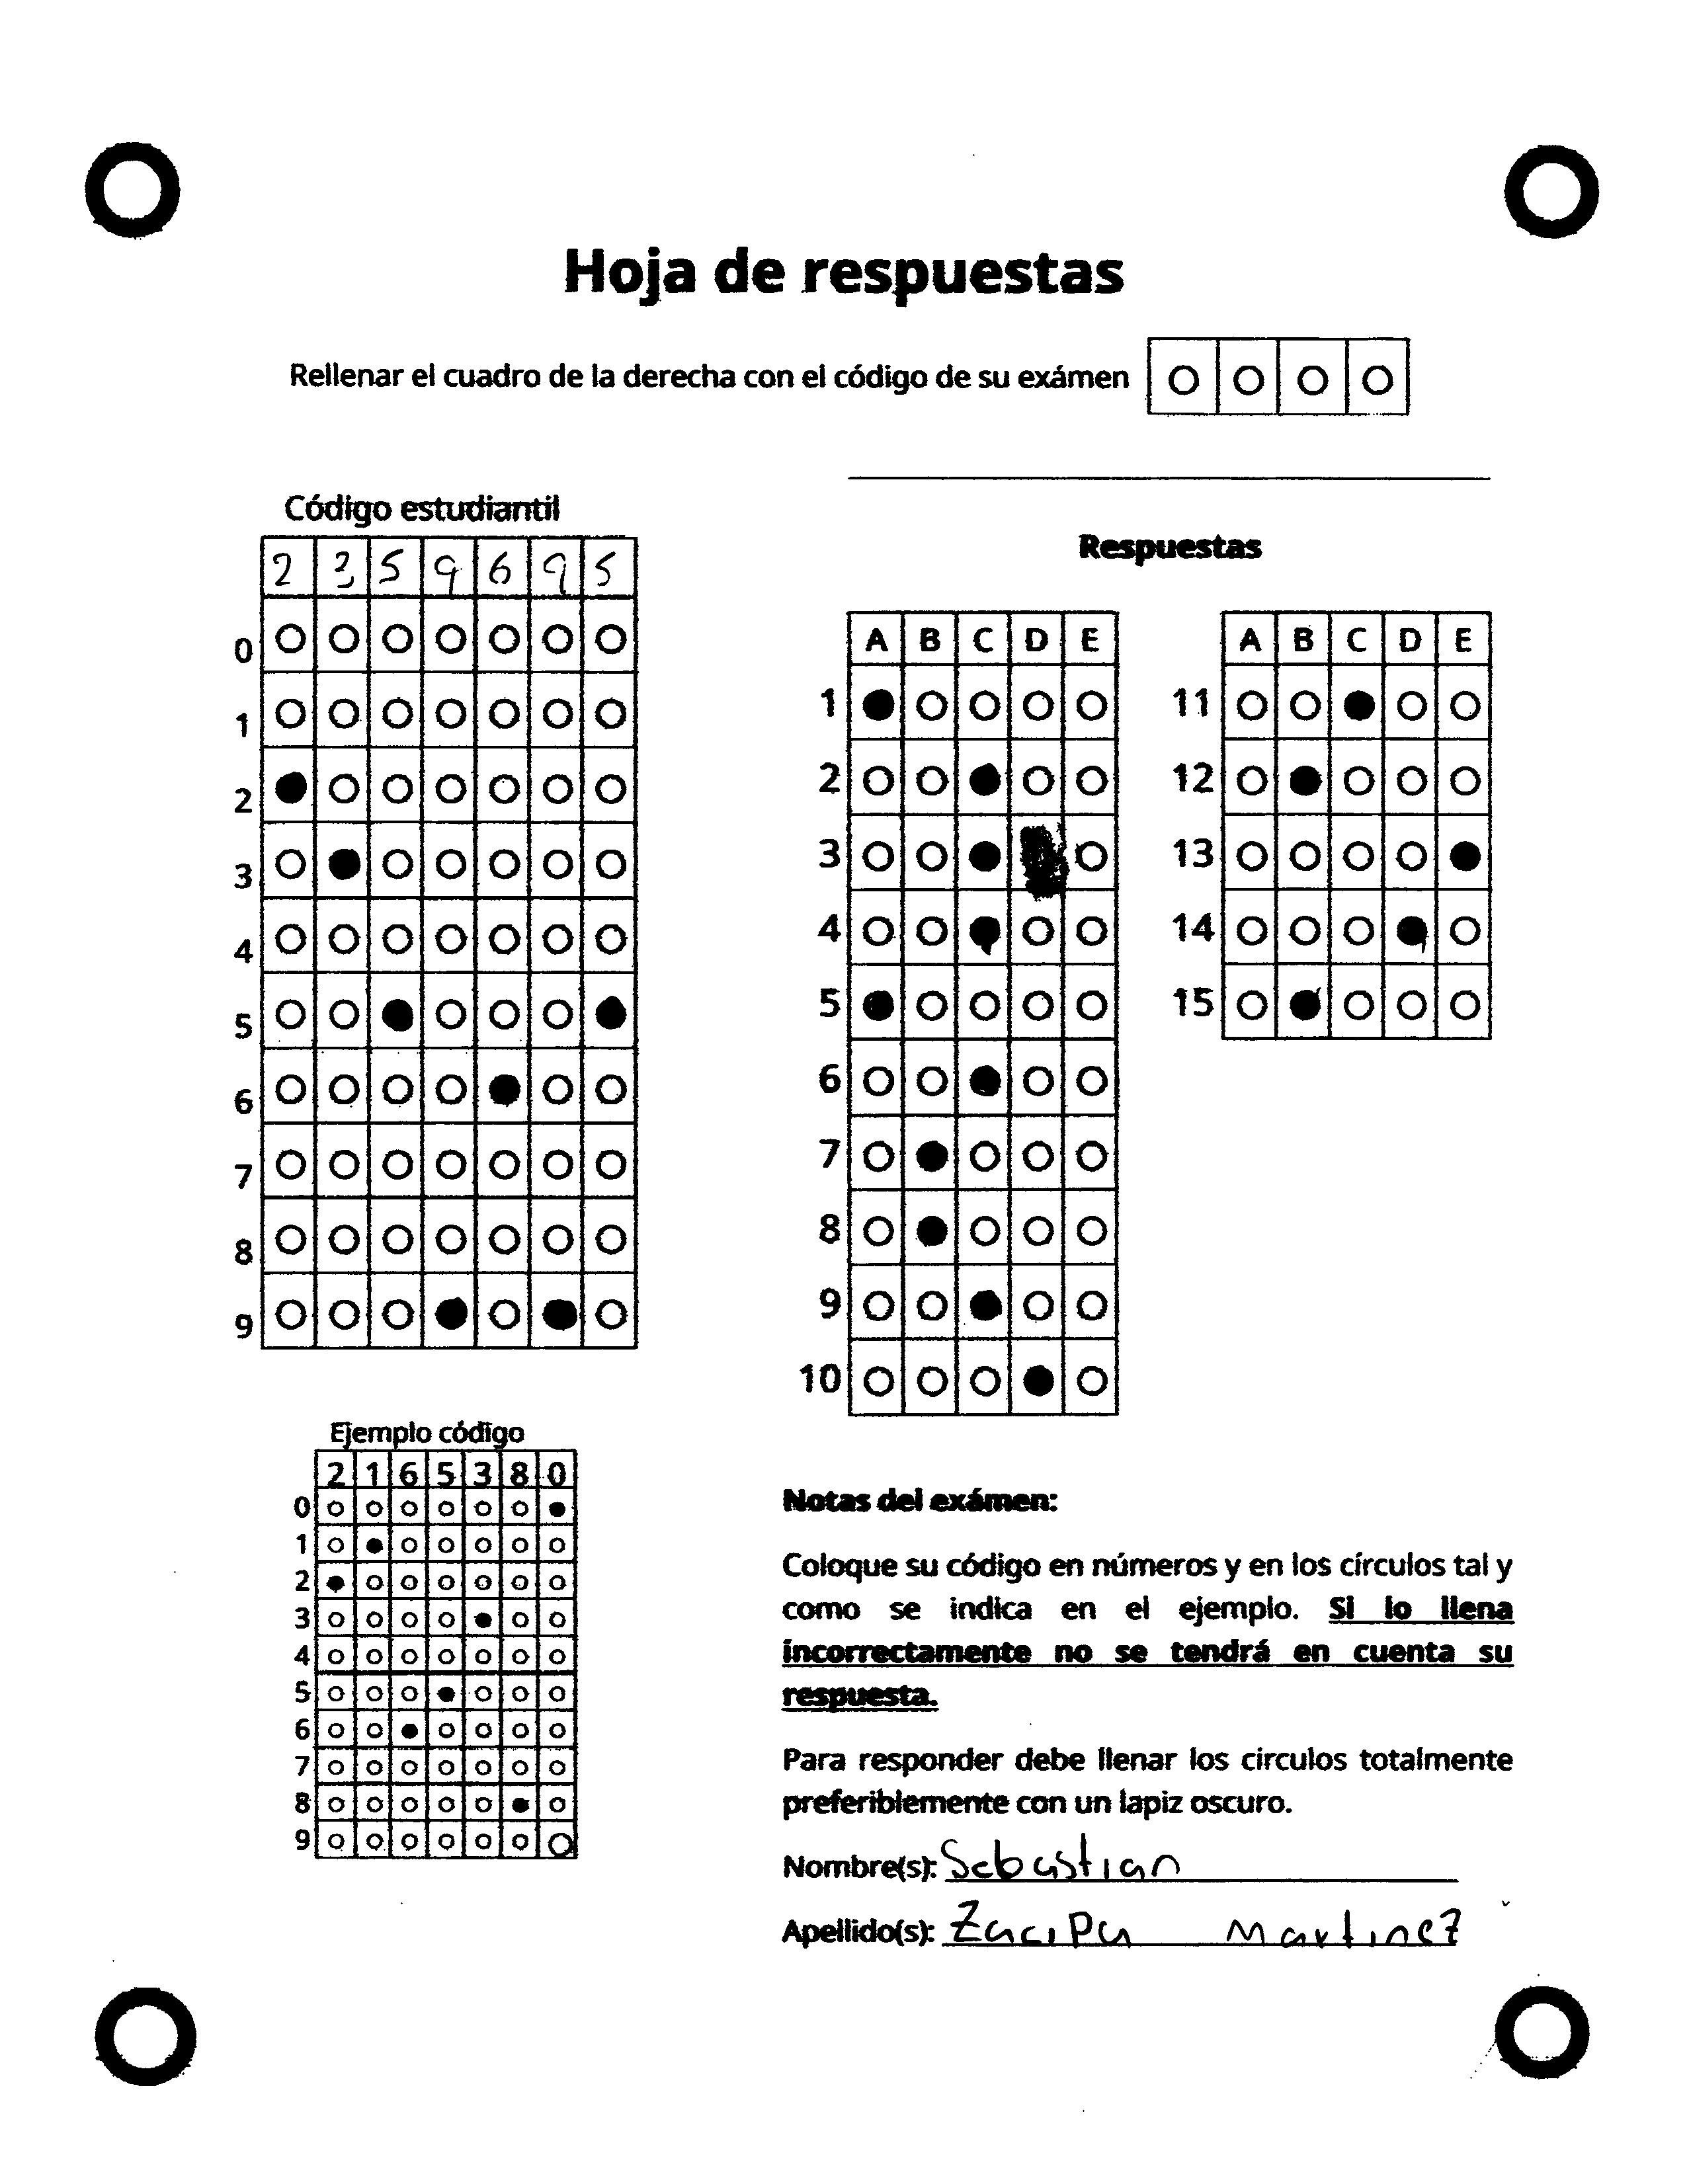 Hoja de respuestas
Rellenar el cuadro de la derecha con el código de su exámen
Código estudiantil
2 3 5 9 6 9 5
0
1
2
3
4
5
6
7
8
9
Respuestas
A B C D E
1
2
3
4
5
6
7
8
9
10
A B C D E
11
12
13
14
15
Ejemplo código
2 1 6 5 3 8 0
0
1
2
3
4
5
6
7
8
9
Notas del exámen:
Coloque su código en números y en los círculos tal y
como se indica en el ejemplo. Si lo llena
incorrectamente no se tendrá en cuenta su
respuesta.
Para responder debe llenar los circulos totalmente
preferiblemente con un lapiz oscuro.
Nombre(s): Sebastian
Apellido(s): Zacipa Martinez